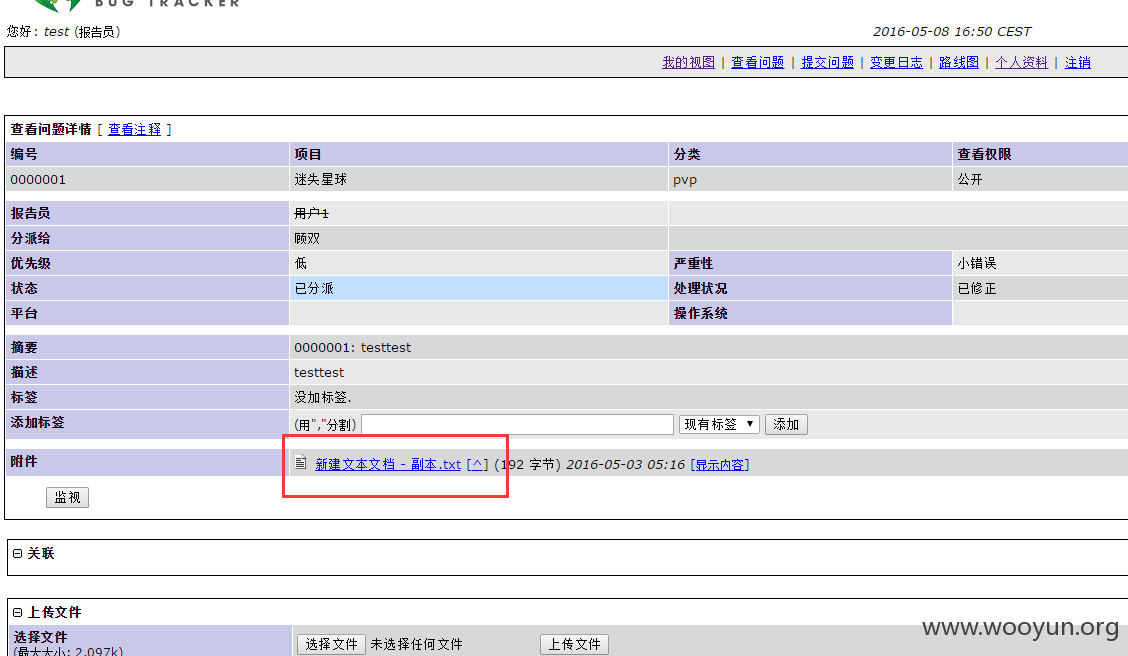 BUG TRACKER
您好: test (报告员) 2016-05-08 16:50 CEST
我的视图 | 查看问题 | 提交问题 | 变更日志 | 路线图 | 个人资料 | 注销
查看问题详情 [ 查看注释 ]
编号 项目 分类 查看权限
0000001 迷失星球 pvp 公开
报告员 用户1
分派给 顾双
优先级 低 严重性 小错误
状态 已分派 处理状况 已修正
平台 操作系统
摘要 0000001: testtest
描述 testtest
标签 没加标签.
添加标签 (用","分割) 现有标签 添加
附件 新建文本文档 - 副本.txt [^] (192 字节) 2016-05-03 05:16 [显示内容]
监视
关联
上传文件
选择文件 选择文件 未选择任何文件 上传文件
(最大大小: 2,097k)
www.wooyun.org